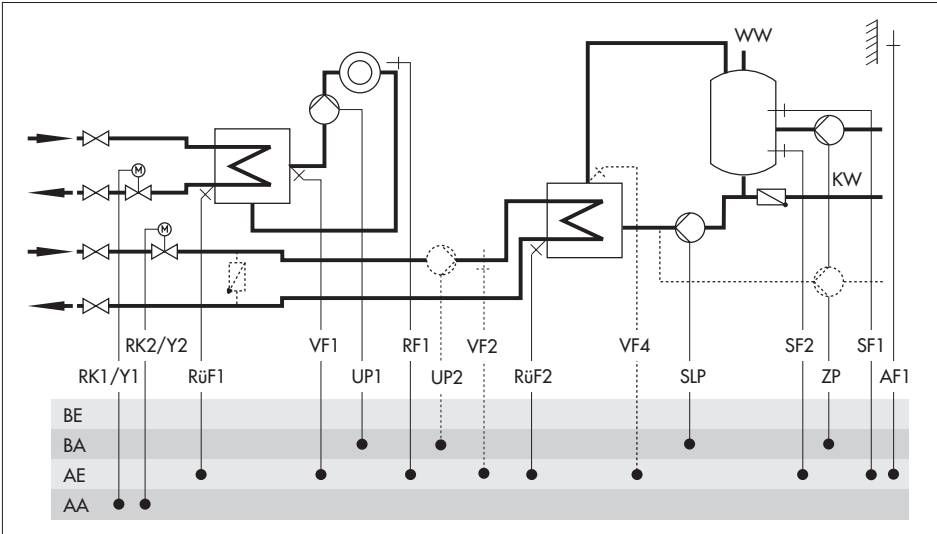 WW
M
KW
M
RK2/Y2 VF1 RF1 VF2 VF4 SF2 SF1
RK1/Y1 RüF1 UP1 UP2 RüF2 SLP ZP AF1
BE
BA
AE
AA